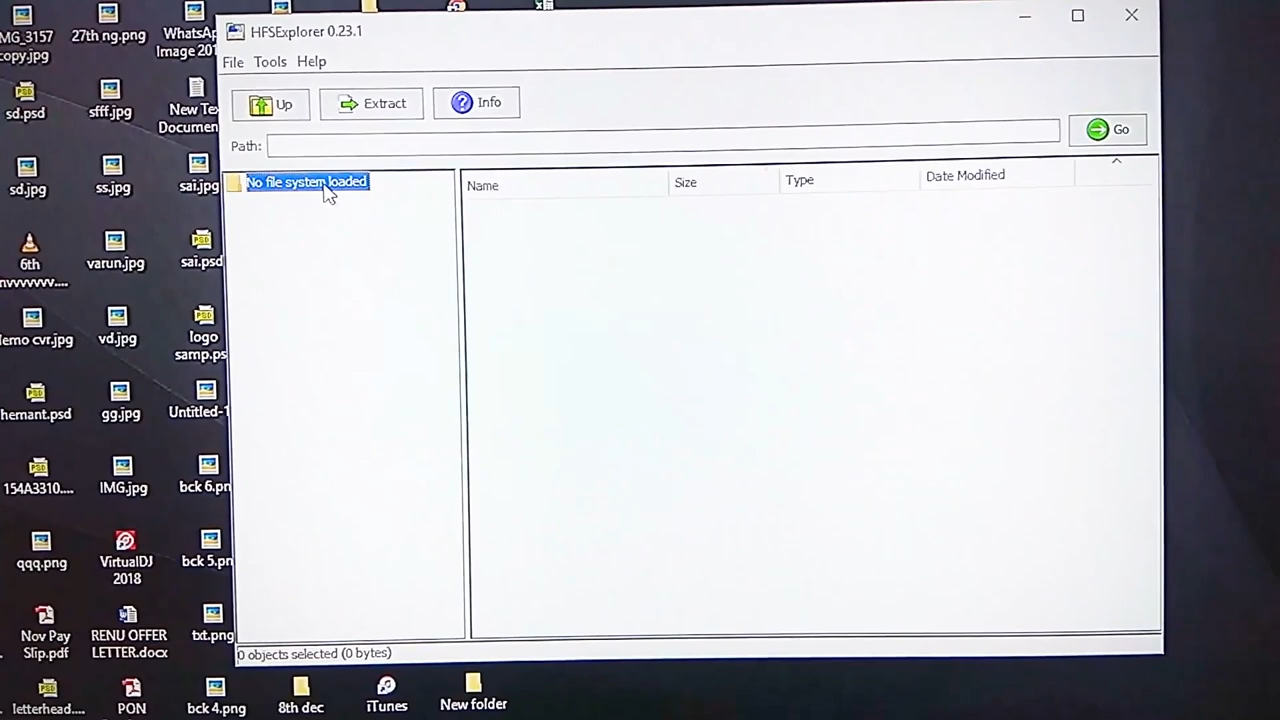 HFSExplorer 0.23.1
File Tools Help
Up Extract Info
Path:
Go
No file system loaded
Name Size Type Date Modified
0 objects selected (0 bytes)
copy.jpg
27th ng.png
Image 201
sd.psd
sfff.jpg
New Tex
Documen
sd.jpg
ss.jpg
sai.jpg
6th
varun.jpg
sai.psd
vd.jpg
logo
samp.ps
hemant.psd
gg.jpg
Untitled-1
154A3310....
IMG.jpg
bck 6.pn
qqq.png
VirtualDJ
2018
bck 5.pn
Nov Pay
Slip.pdf
RENU OFFER
LETTER.docx
txt.png
letterhead....
PON
bck 4.png
8th dec
iTunes
New folder